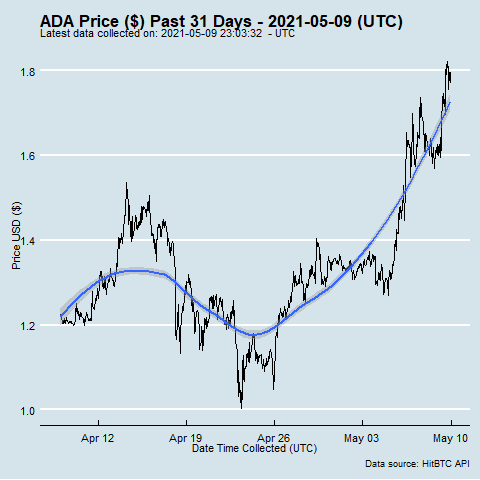 ADA Price ($) Past 31 Days - 2021-05-09 (UTC)
Latest data collected on: 2021-05-09 23:03:32 - UTC
1.8
1.6
1.4
1.2
1.0
Price USD ($)
Apr 12 Apr 19 Apr 26 May 03 May 10
Date Time Collected (UTC)
Data source: HitBTC API